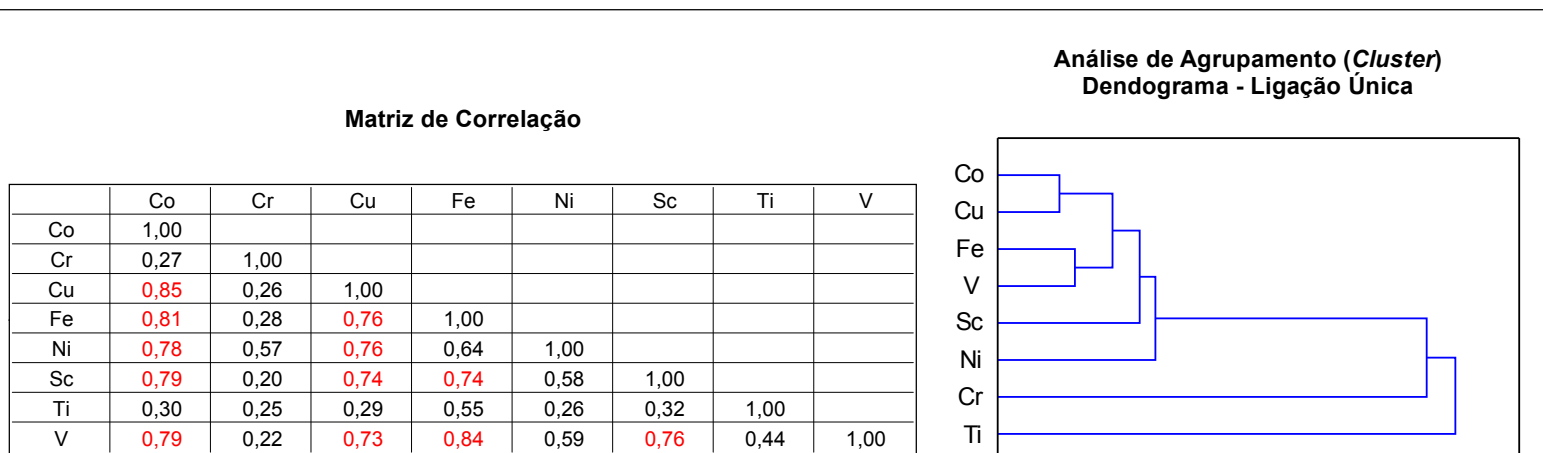 Análise de Agrupamento (Cluster)
Dendograma - Ligação Única
Matriz de Correlação
Co Cr Cu Fe Ni Sc Ti V
Co 1,00
Cr 0,27 1,00
Cu 0,85 0,26 1,00
Fe 0,81 0,28 0,76 1,00
Ni 0,78 0,57 0,76 0,64 1,00
Sc 0,79 0,20 0,74 0,74 0,58 1,00
Ti 0,30 0,25 0,29 0,55 0,26 0,32 1,00
V 0,79 0,22 0,73 0,84 0,59 0,76 0,44 1,00
Co
Cu
Fe
V
Sc
Ni
Cr
Ti